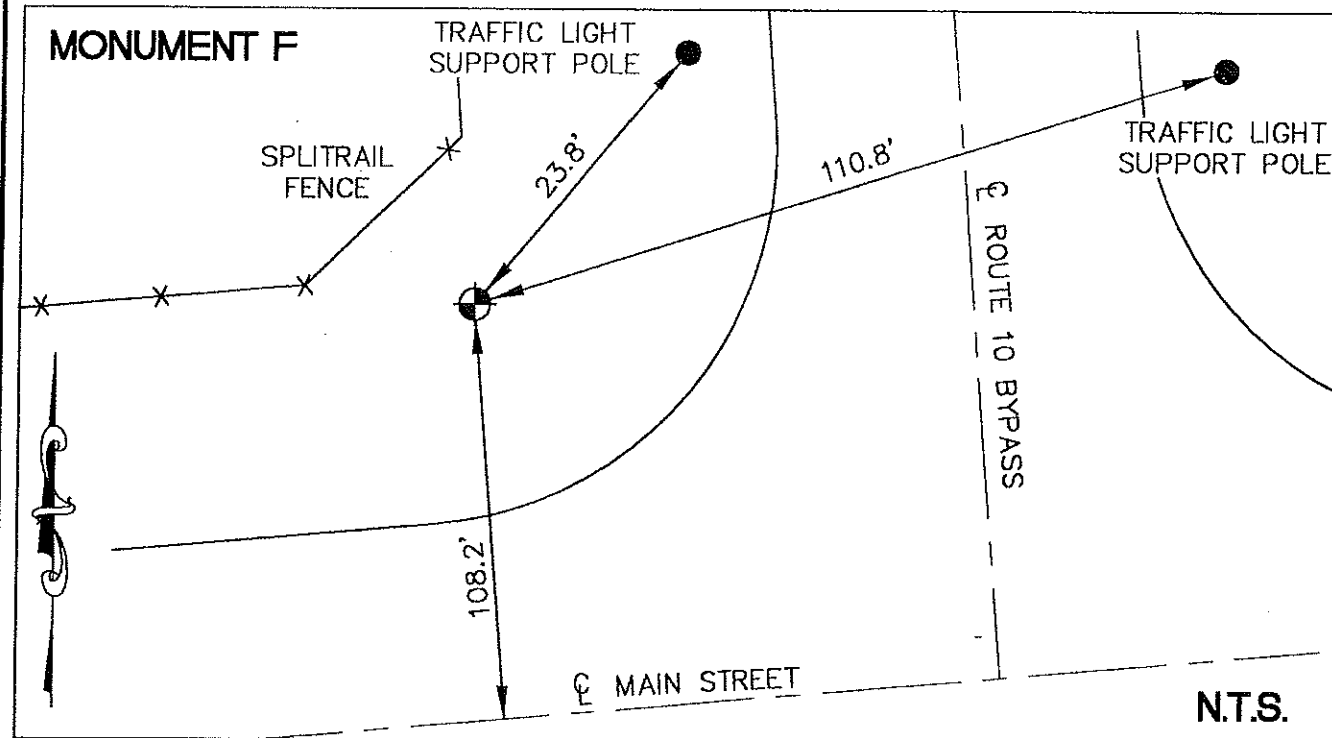 MONUMENT F
TRAFFIC LIGHT
SUPPORT POLE
SPLITRAIL
FENCE
23.8'
110.8'
TRAFFIC LIGHT
SUPPORT POLE
℄ ROUTE 10 BYPASS
108.2'
℄ MAIN STREET
N.T.S.